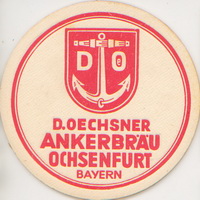 D O
D.OECHSNER
ANKERBRÄU
OCHSENFURT
BAYERN